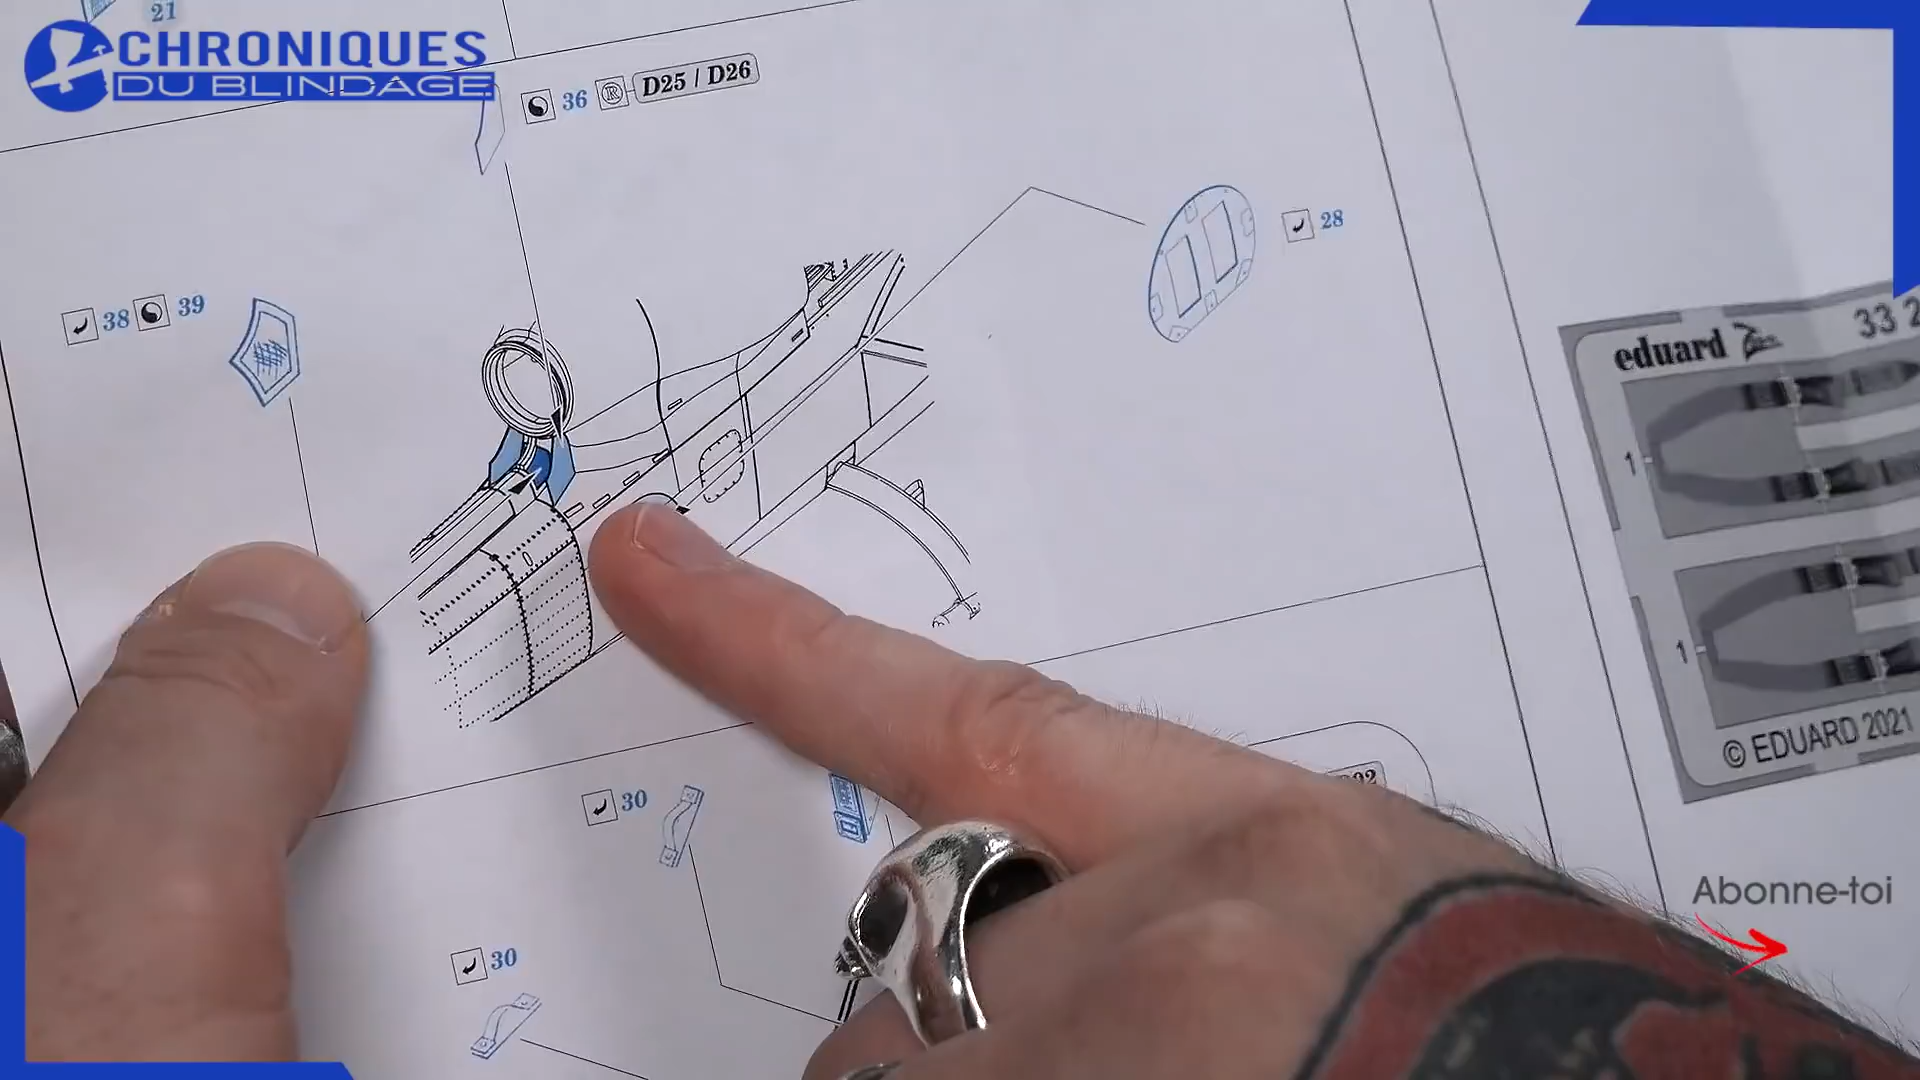 21
CHRONIQUES
DU BLINDAGE
36 R D25 / D26
28
38 39
eduard
33 2
1
1
© EDUARD 2021
30
30
Abonne-toi